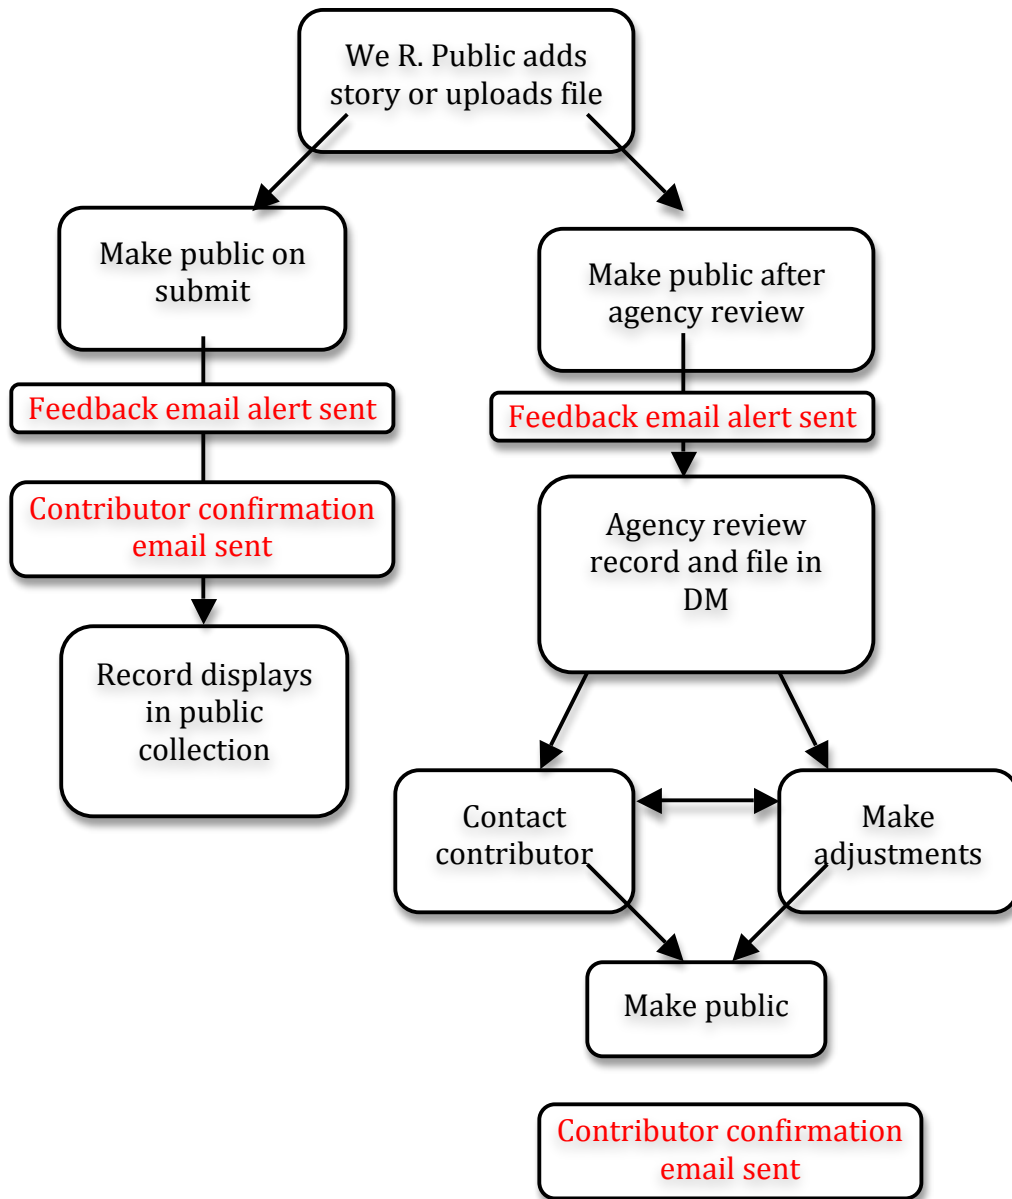 We R. Public adds
story or uploads file
Make public on
submit
Feedback email alert sent
Contributor confirmation
email sent
Record displays
in public
collection
Make public after
agency review
Feedback email alert sent
Agency review
record and file in
DM
Contact
contributor
Make
adjustments
Make public
Contributor confirmation
email sent